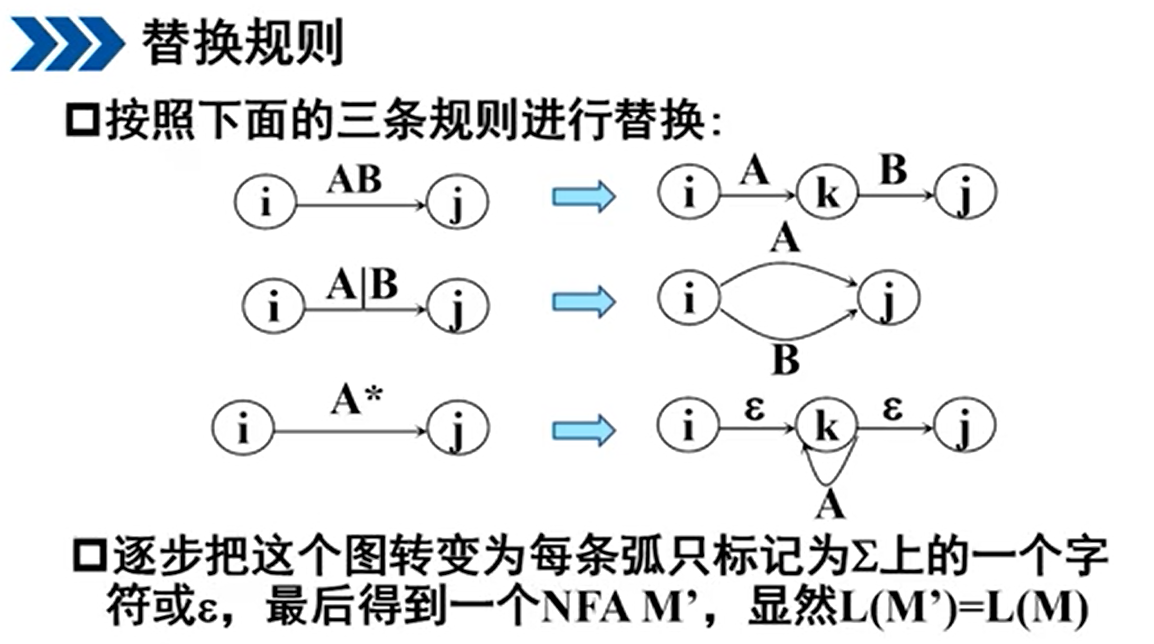 替换规则
按照下面的三条规则进行替换:
i AB j i A k B j
i A|B j i A B j
i A* j i ε k ε j A
逐步把这个图转变为每条弧只标记为Σ上的一个字
符或ε，最后得到一个NFA M’，显然L(M’)=L(M)